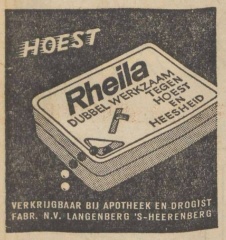 HOEST
Rheila
DUBBEL WERKZAAM
TEGEN
HOEST
EN
HEESHEID
VERKRIJGBAAR BIJ APOTHEEK EN DROGIST
FABR. N.V. LANGENBERG 'S-HEERENBERG